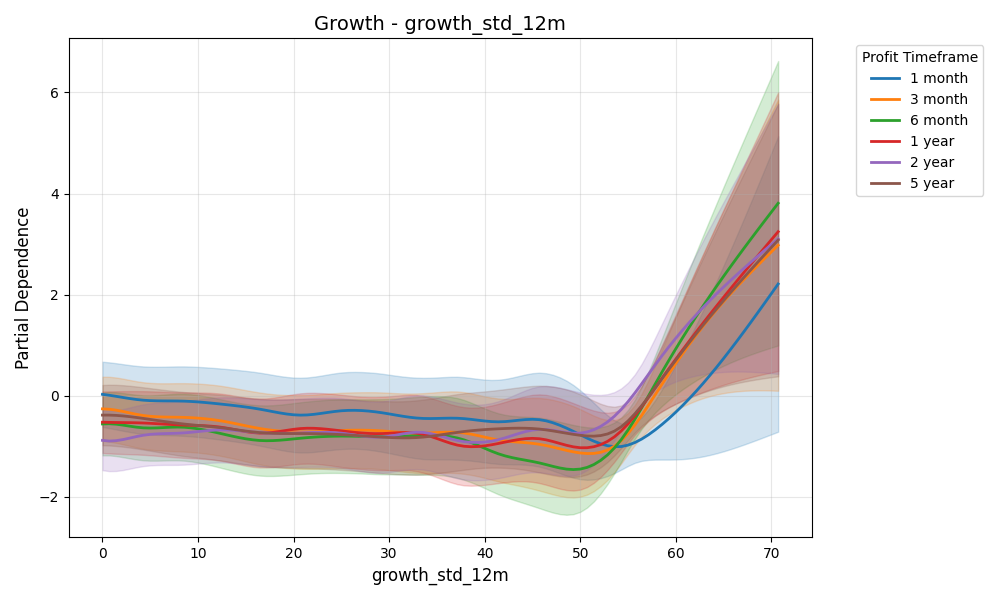 Growth - growth_std_12m
Profit Timeframe
1 month
3 month
6 month
1 year
2 year
5 year
Partial Dependence
6
4
2
0
−2
0 10 20 30 40 50 60 70
growth_std_12m